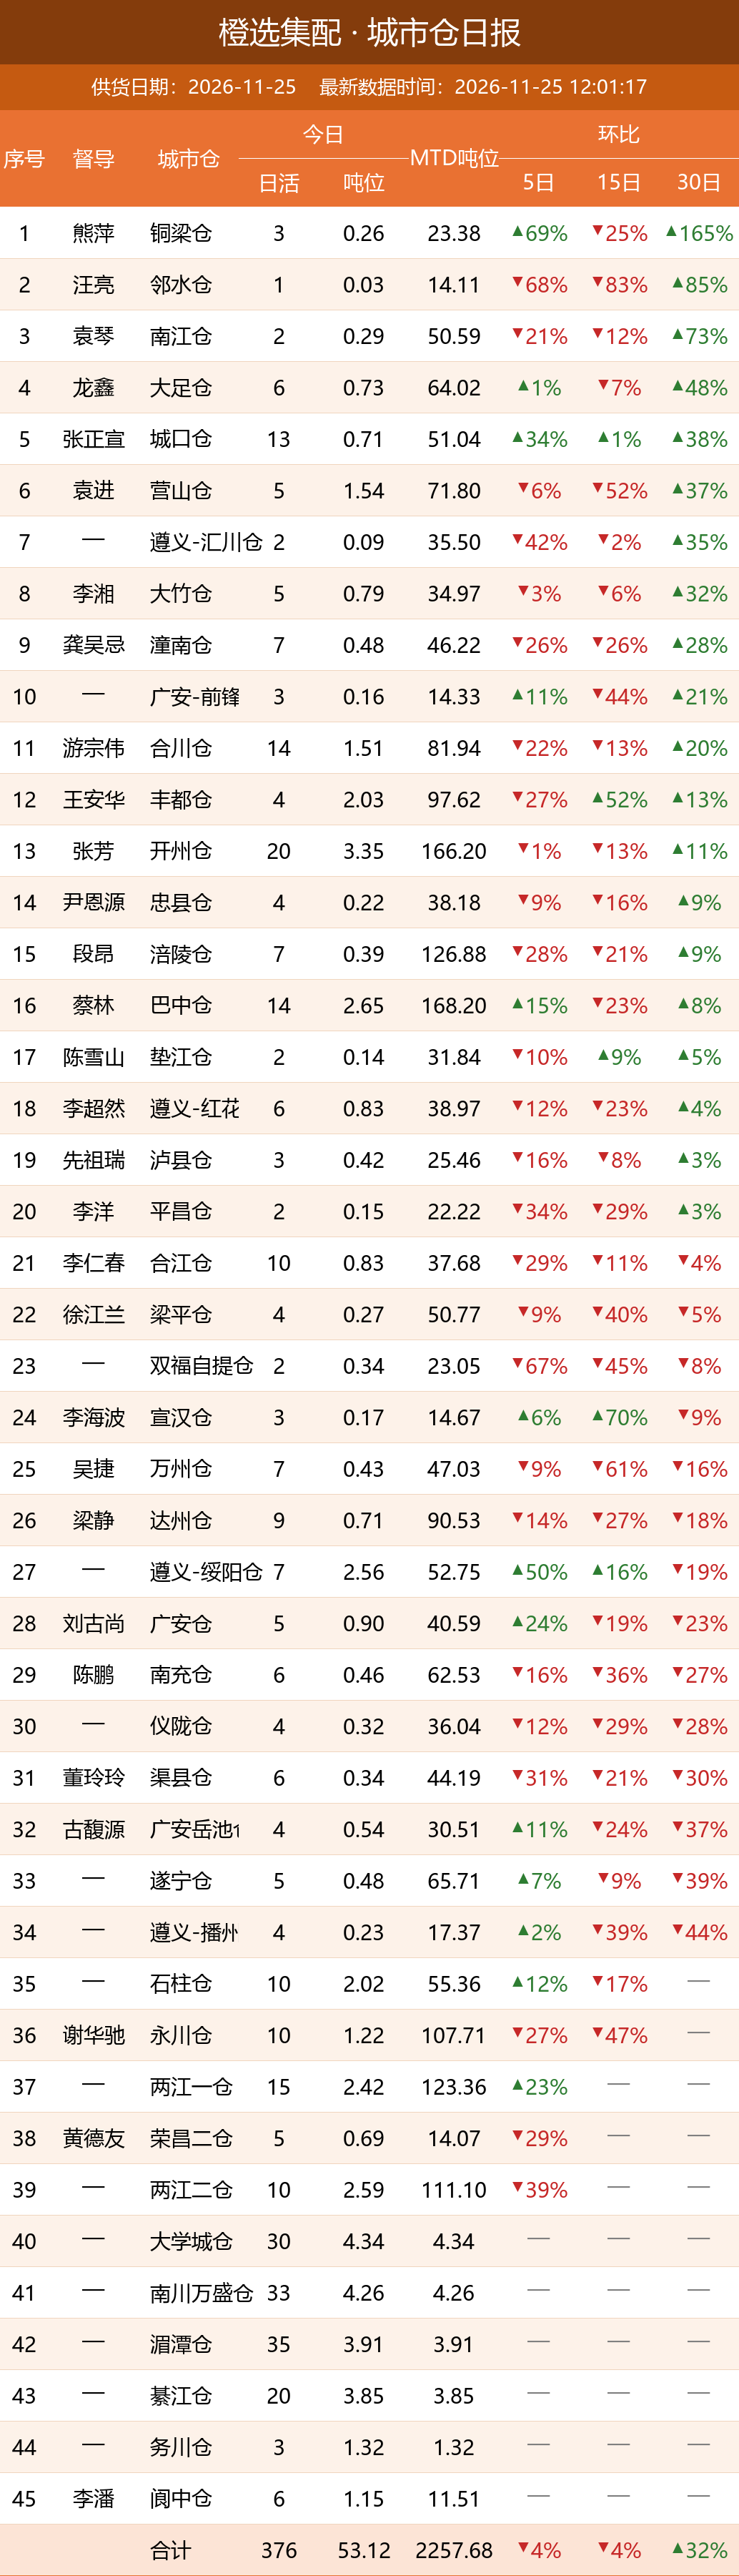 橙选集配 · 城市仓日报
供货日期：2026-11-25 最新数据时间：2026-11-25 12:01:17
序号 督导 城市仓 今日 MTD吨位 环比
日活 吨位 5日 15日 30日
1 熊萍 铜梁仓 3 0.26 23.38 ▲69% ▼25% ▲165%
2 汪亮 邻水仓 1 0.03 14.11 ▼68% ▼83% ▲85%
3 袁琴 南江仓 2 0.29 50.59 ▼21% ▼12% ▲73%
4 龙鑫 大足仓 6 0.73 64.02 ▲1% ▼7% ▲48%
5 张正宣 城口仓 13 0.71 51.04 ▲34% ▲1% ▲38%
6 袁进 营山仓 5 1.54 71.80 ▼6% ▼52% ▲37%
7 — 遵义-汇川仓 2 0.09 35.50 ▼42% ▼2% ▲35%
8 李湘 大竹仓 5 0.79 34.97 ▼3% ▼6% ▲32%
9 龚吴忌 潼南仓 7 0.48 46.22 ▼26% ▼26% ▲28%
10 — 广安-前锋 3 0.16 14.33 ▲11% ▼44% ▲21%
11 游宗伟 合川仓 14 1.51 81.94 ▼22% ▼13% ▲20%
12 王安华 丰都仓 4 2.03 97.62 ▼27% ▲52% ▲13%
13 张芳 开州仓 20 3.35 166.20 ▼1% ▼13% ▲11%
14 尹恩源 忠县仓 4 0.22 38.18 ▼9% ▼16% ▲9%
15 段昂 涪陵仓 7 0.39 126.88 ▼28% ▼21% ▲9%
16 蔡林 巴中仓 14 2.65 168.20 ▲15% ▼23% ▲8%
17 陈雪山 垫江仓 2 0.14 31.84 ▼10% ▲9% ▲5%
18 李超然 遵义-红花 6 0.83 38.97 ▼12% ▼23% ▲4%
19 先祖瑞 泸县仓 3 0.42 25.46 ▼16% ▼8% ▲3%
20 李洋 平昌仓 2 0.15 22.22 ▼34% ▼29% ▲3%
21 李仁春 合江仓 10 0.83 37.68 ▼29% ▼11% ▼4%
22 徐江兰 梁平仓 4 0.27 50.77 ▼9% ▼40% ▼5%
23 — 双福自提仓 2 0.34 23.05 ▼67% ▼45% ▼8%
24 李海波 宣汉仓 3 0.17 14.67 ▲6% ▲70% ▼9%
25 吴捷 万州仓 7 0.43 47.03 ▼9% ▼61% ▼16%
26 梁静 达州仓 9 0.71 90.53 ▼14% ▼27% ▼18%
27 — 遵义-绥阳仓 7 2.56 52.75 ▲50% ▲16% ▼19%
28 刘古尚 广安仓 5 0.90 40.59 ▲24% ▼19% ▼23%
29 陈鹏 南充仓 6 0.46 62.53 ▼16% ▼36% ▼27%
30 — 仪陇仓 4 0.32 36.04 ▼12% ▼29% ▼28%
31 董玲玲 渠县仓 6 0.34 44.19 ▼31% ▼21% ▼30%
32 古馥源 广安岳池 4 0.54 30.51 ▲11% ▼24% ▼37%
33 — 遂宁仓 5 0.48 65.71 ▲7% ▼9% ▼39%
34 — 遵义-播州 4 0.23 17.37 ▲2% ▼39% ▼44%
35 — 石柱仓 10 2.02 55.36 ▲12% ▼17% —
36 谢华驰 永川仓 10 1.22 107.71 ▼27% ▼47% —
37 — 两江一仓 15 2.42 123.36 ▲23% — —
38 黄德友 荣昌二仓 5 0.69 14.07 ▼29% — —
39 — 两江二仓 10 2.59 111.10 ▼39% — —
40 — 大学城仓 30 4.34 4.34 — — —
41 — 南川万盛仓 33 4.26 4.26 — — —
42 — 湄潭仓 35 3.91 3.91 — — —
43 — 綦江仓 20 3.85 3.85 — — —
44 — 务川仓 3 1.32 1.32 — — —
45 李潘 阆中仓 6 1.15 11.51 — — —
合计 376 53.12 2257.68 ▼4% ▼4% ▲32%